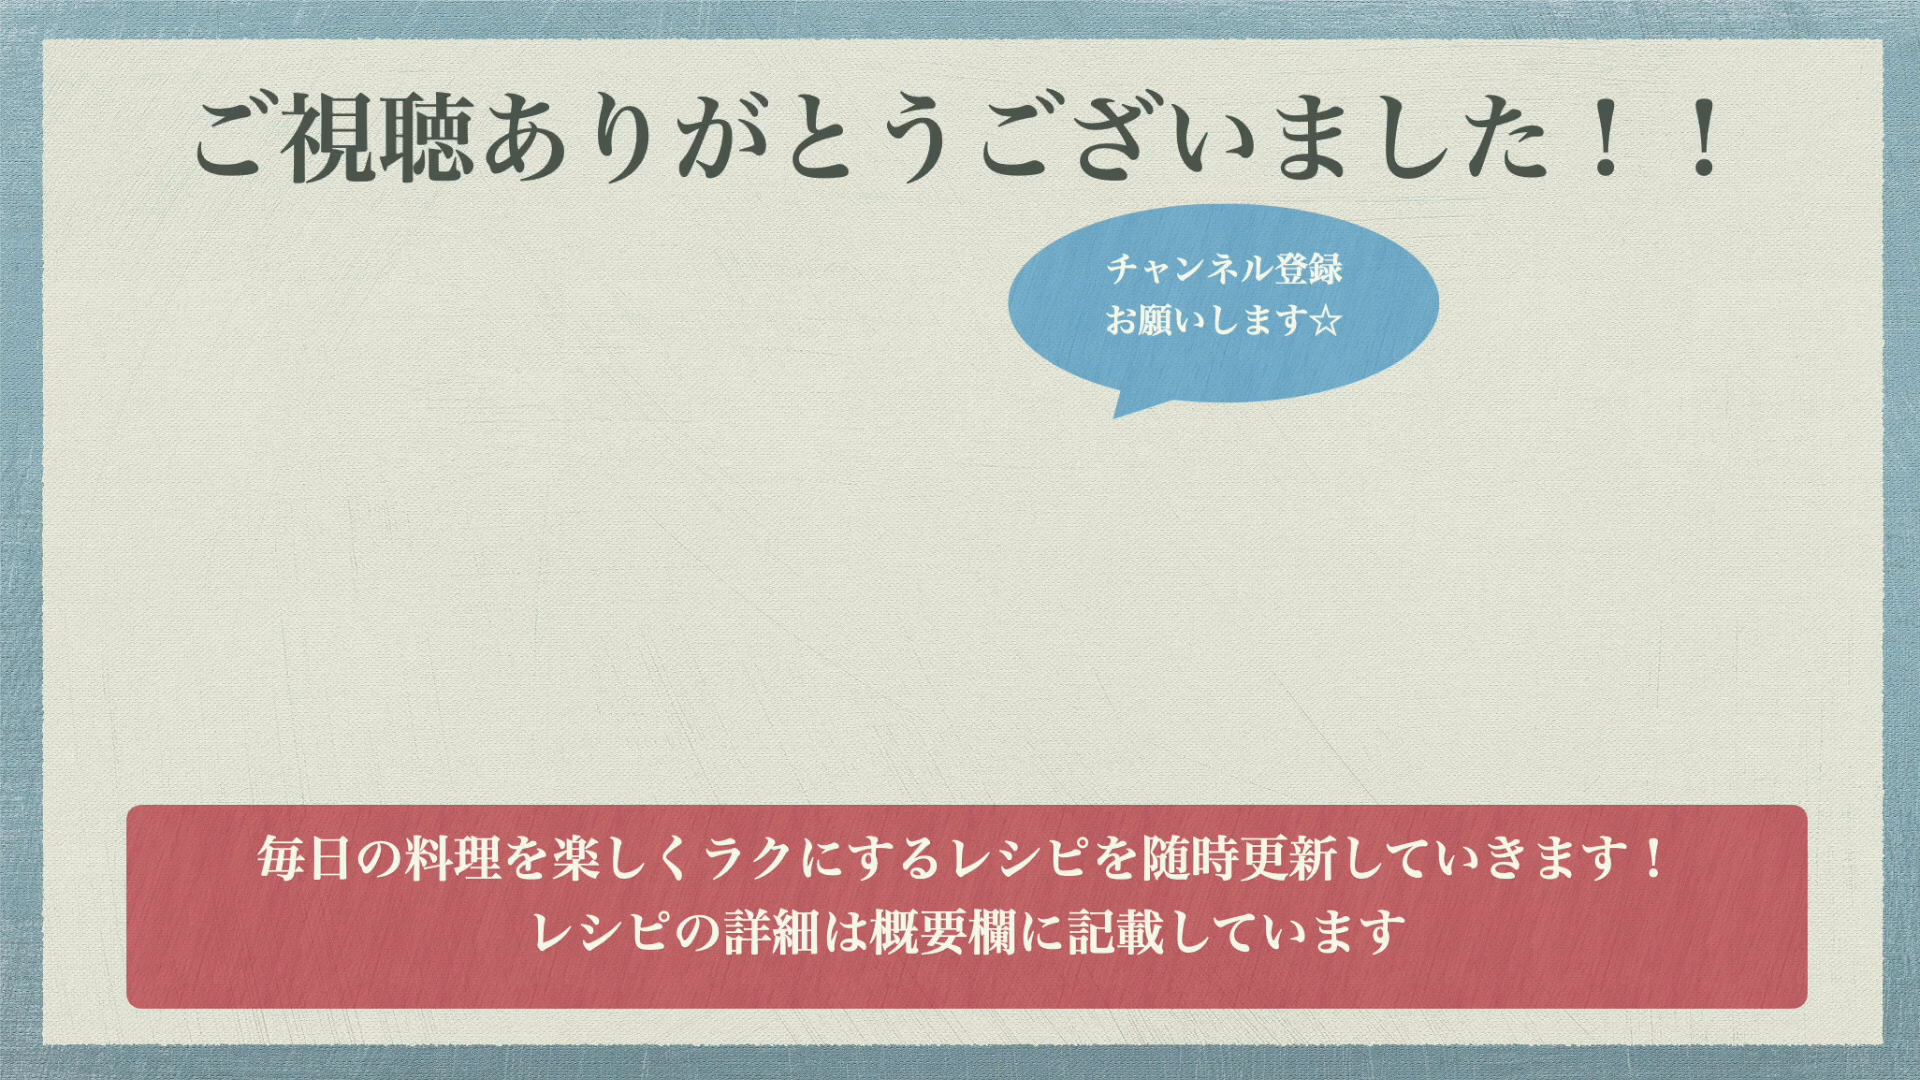 ご視聴ありがとうございました！！
チャンネル登録
お願いします☆
毎日の料理を楽しくラクにするレシピを随時更新していきます！
レシピの詳細は概要欄に記載しています